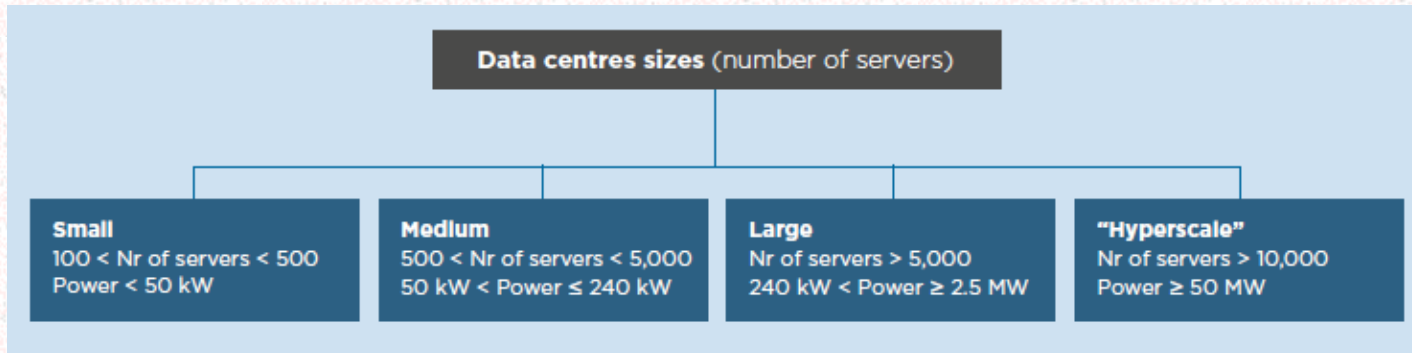 Data centres sizes (number of servers)
Small
100 < Nr of servers < 500
Power < 50 kW
Medium
500 < Nr of servers < 5,000
50 kW < Power ≤ 240 kW
Large
Nr of servers > 5,000
240 kW < Power ≥ 2.5 MW
“Hyperscale”
Nr of servers > 10,000
Power ≥ 50 MW